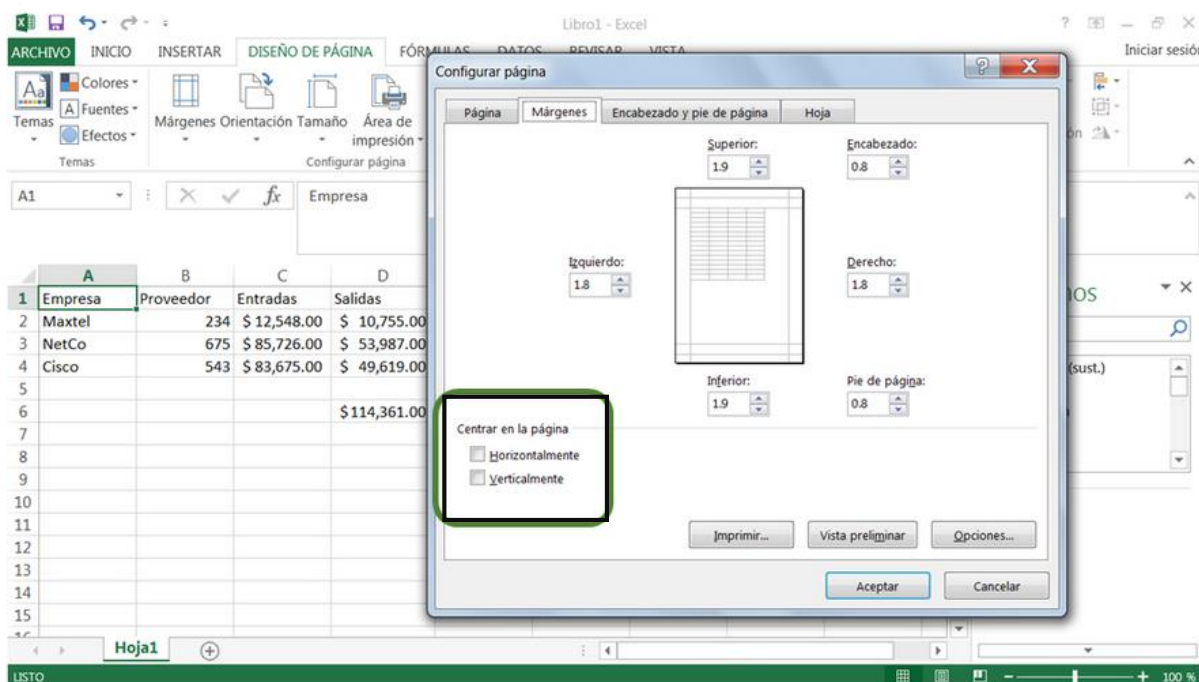 Libro1 - Excel
ARCHIVO INICIO INSERTAR DISEÑO DE PÁGINA FÓRMULAS DATOS REVISAR VISTA Iniciar sesió
Temas Colores Fuentes Efectos Márgenes Orientación Tamaño Área de impresión
Temas Configurar página
A1 fx Empresa
A B C D
1 Empresa Proveedor Entradas Salidas
2 Maxtel 234 $ 12,548.00 $ 10,755.00
3 NetCo 675 $ 85,726.00 $ 53,987.00
4 Cisco 543 $ 83,675.00 $ 49,619.00
5
6 $114,361.00
7
8
9
10
11
12
13
14
15
Hoja1
LISTO 100 %
Configurar página
Página Márgenes Encabezado y pie de página Hoja
Superior: Encabezado:
1.9 0.8
Izquierdo: Derecho:
1.8 1.8
Inferior: Pie de página:
1.9 0.8
Centrar en la página
Horizontalmente
Verticalmente
Imprimir... Vista preliminar Opciones...
Aceptar Cancelar
(sust.)